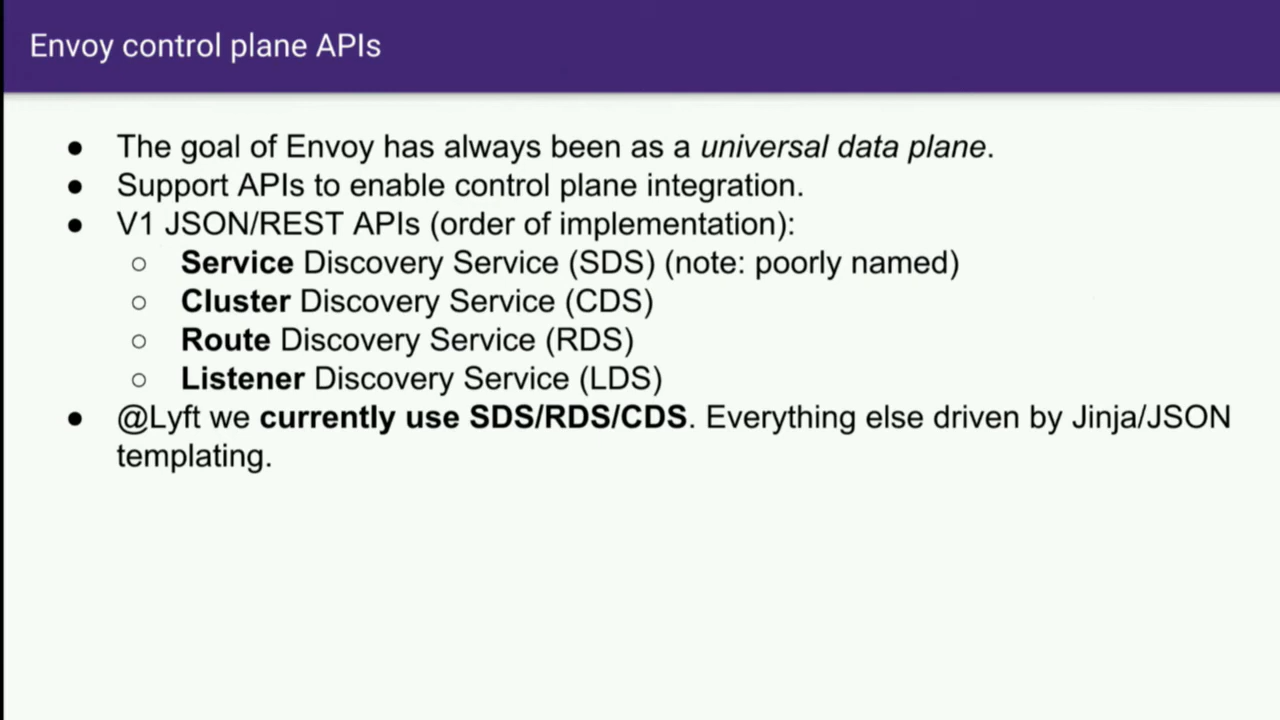 Envoy control plane APIs
● The goal of Envoy has always been as a universal data plane.
● Support APIs to enable control plane integration.
● V1 JSON/REST APIs (order of implementation):
○ Service Discovery Service (SDS) (note: poorly named)
○ Cluster Discovery Service (CDS)
○ Route Discovery Service (RDS)
○ Listener Discovery Service (LDS)
● @Lyft we currently use SDS/RDS/CDS. Everything else driven by Jinja/JSON
templating.